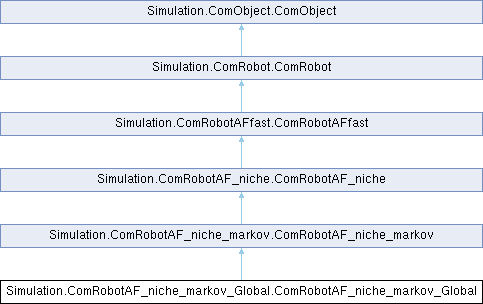 Simulation.ComObject.ComObject
Simulation.ComRobot.ComRobot
Simulation.ComRobotAFfast.ComRobotAFfast
Simulation.ComRobotAF_niche.ComRobotAF_niche
Simulation.ComRobotAF_niche_markov.ComRobotAF_niche_markov
Simulation.ComRobotAF_niche_markov_Global.ComRobotAF_niche_markov_Global